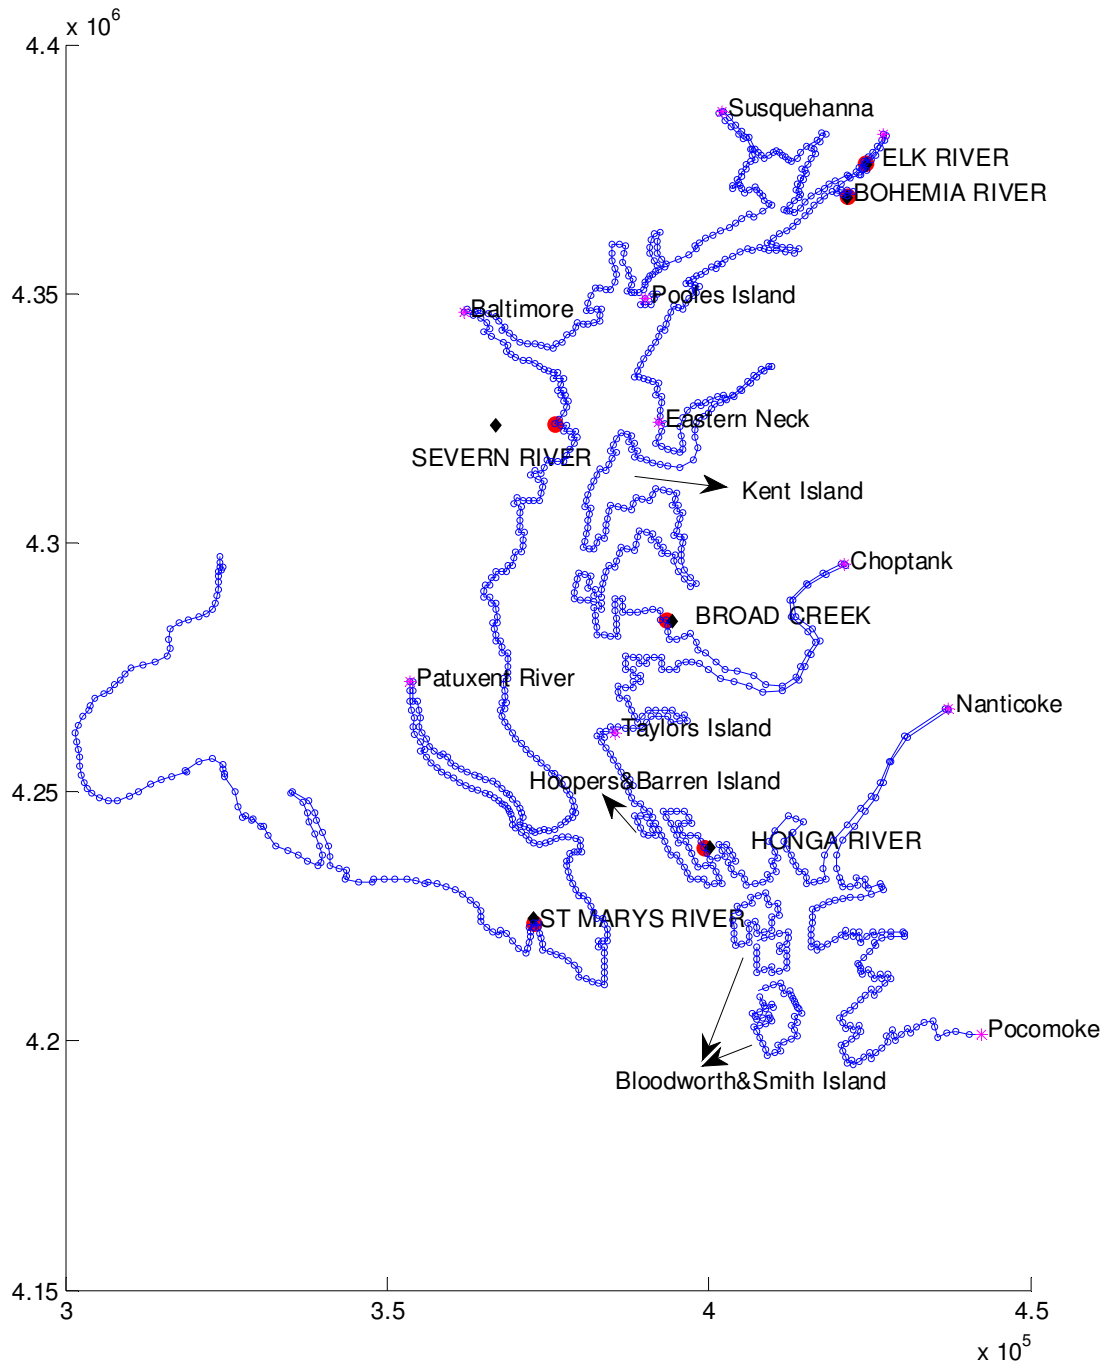 x 10^6
4.4
Susquehanna
ELK RIVER
BOHEMIA RIVER
4.35
Pooles Island
Baltimore
Eastern Neck
SEVERN RIVER
Kent Island
4.3
Choptank
BROAD CREEK
Patuxent River
Nanticoke
Taylors Island
Hoopers&Barren Island
4.25
HONGA RIVER
ST MARYS RIVER
Pocomoke
4.2
Bloodworth&Smith Island
4.15
3
3.5
4
4.5
x 10^5